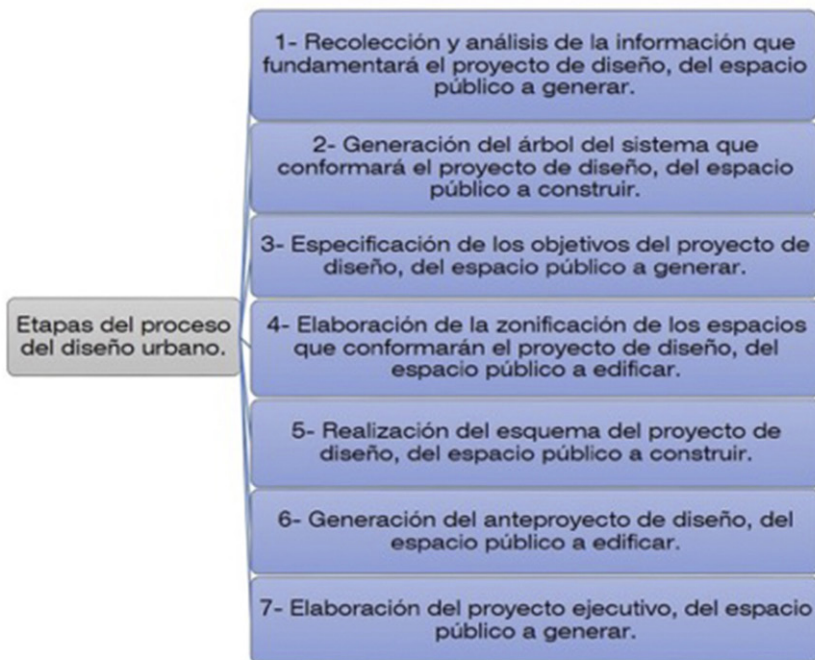 Etapas del proceso
del diseño urbano.
1- Recolección y análisis de la información que
fundamentará el proyecto de diseño, del espacio
público a generar.
2- Generación del árbol del sistema que
conformará el proyecto de diseño, del espacio
público a construir.
3- Especificación de los objetivos del proyecto de
diseño, del espacio público a generar.
4- Elaboración de la zonificación de los espacios
que conformarán el proyecto de diseño, del
espacio público a edificar.
5- Realización del esquema del proyecto de
diseño, del espacio público a construir.
6- Generación del anteproyecto de diseño, del
espacio público a edificar.
7- Elaboración del proyecto ejecutivo, del espacio
público a generar.